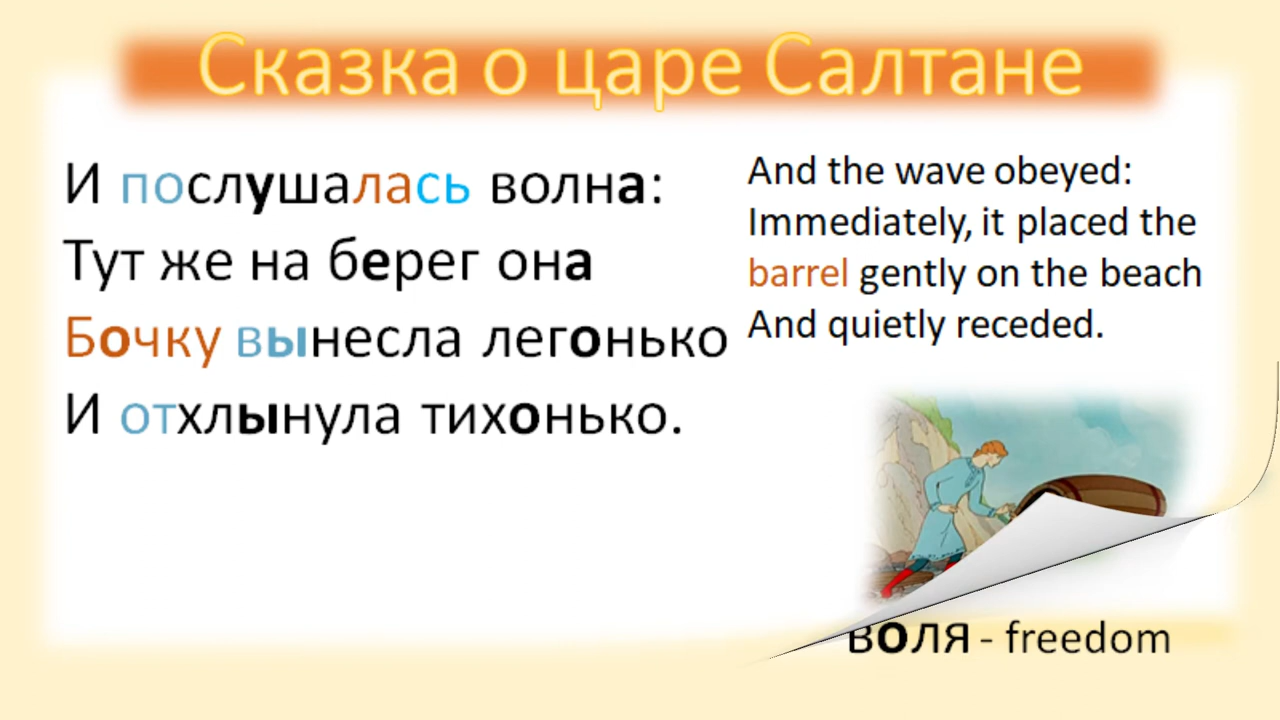 Сказка о царе Салтане
И послушалась волна:
Тут же на берег она
Бочку вынесла легонько
И отхлынула тихонько.
And the wave obeyed:
Immediately, it placed the
barrel gently on the beach
And quietly receded.
воля - freedom